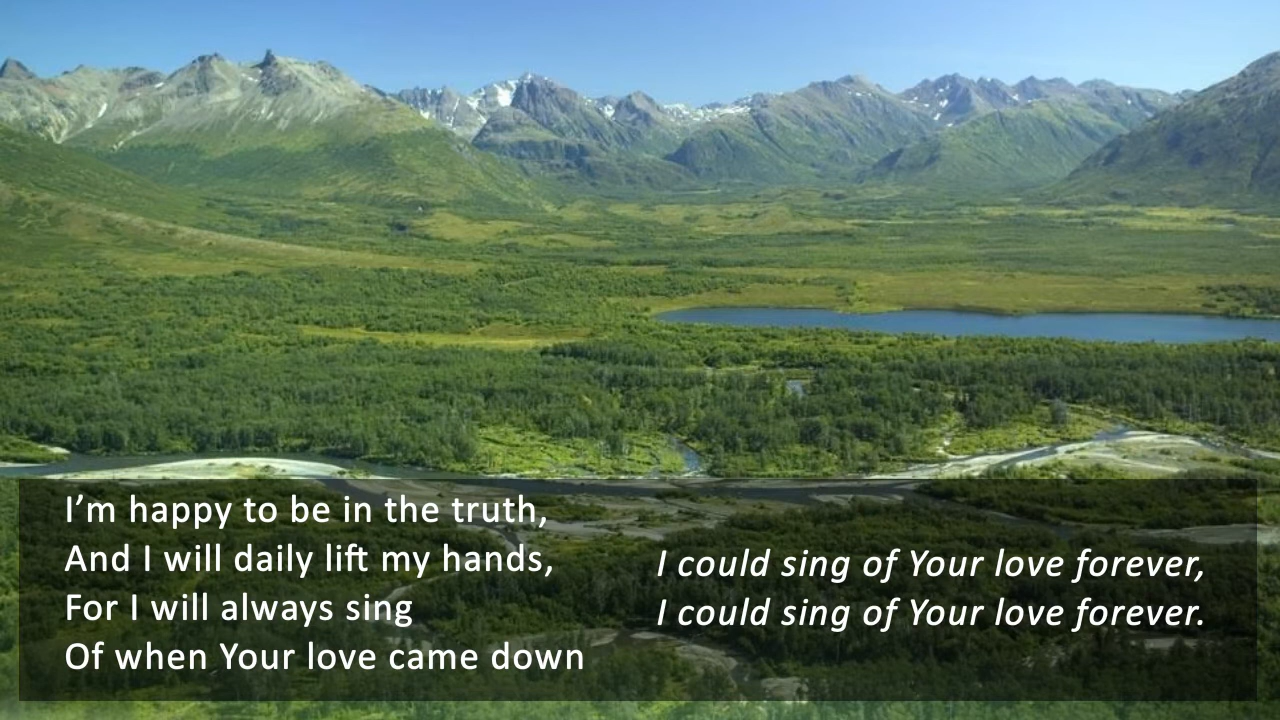 I’m happy to be in the truth,
And I will daily lift my hands,
For I will always sing
Of when Your love came down
I could sing of Your love forever,
I could sing of Your love forever.